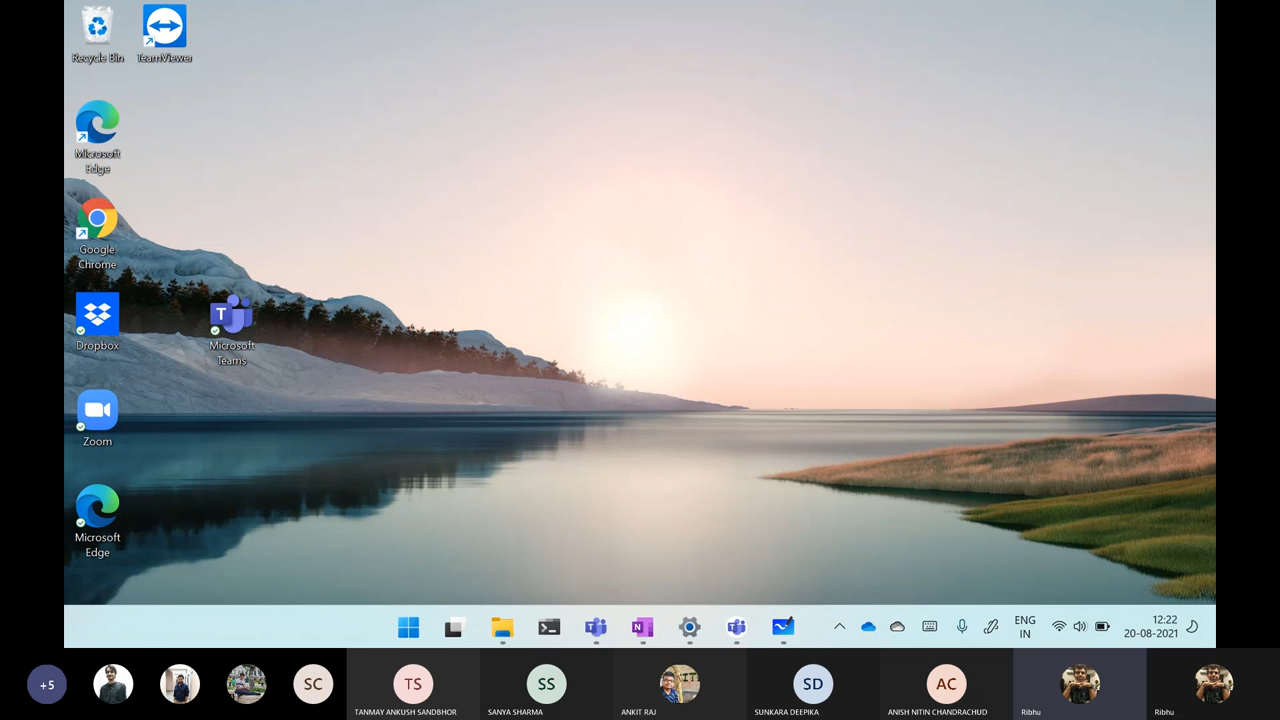 Recycle Bin
TeamViewer
Microsoft
Edge
Google
Chrome
Dropbox
T
Microsoft
Teams
Zoom
Microsoft
Edge
T
N
T
ENG
IN
12:22
20-08-2021
+5
SC
TS
TANMAY ANKUSH SANDBHOR
SS
SANYA SHARMA
ANKIT RAJ
SD
SUNKARA DEEPIKA
AC
ANISH NITIN CHANDRACHUD
Ribhu
Ribhu